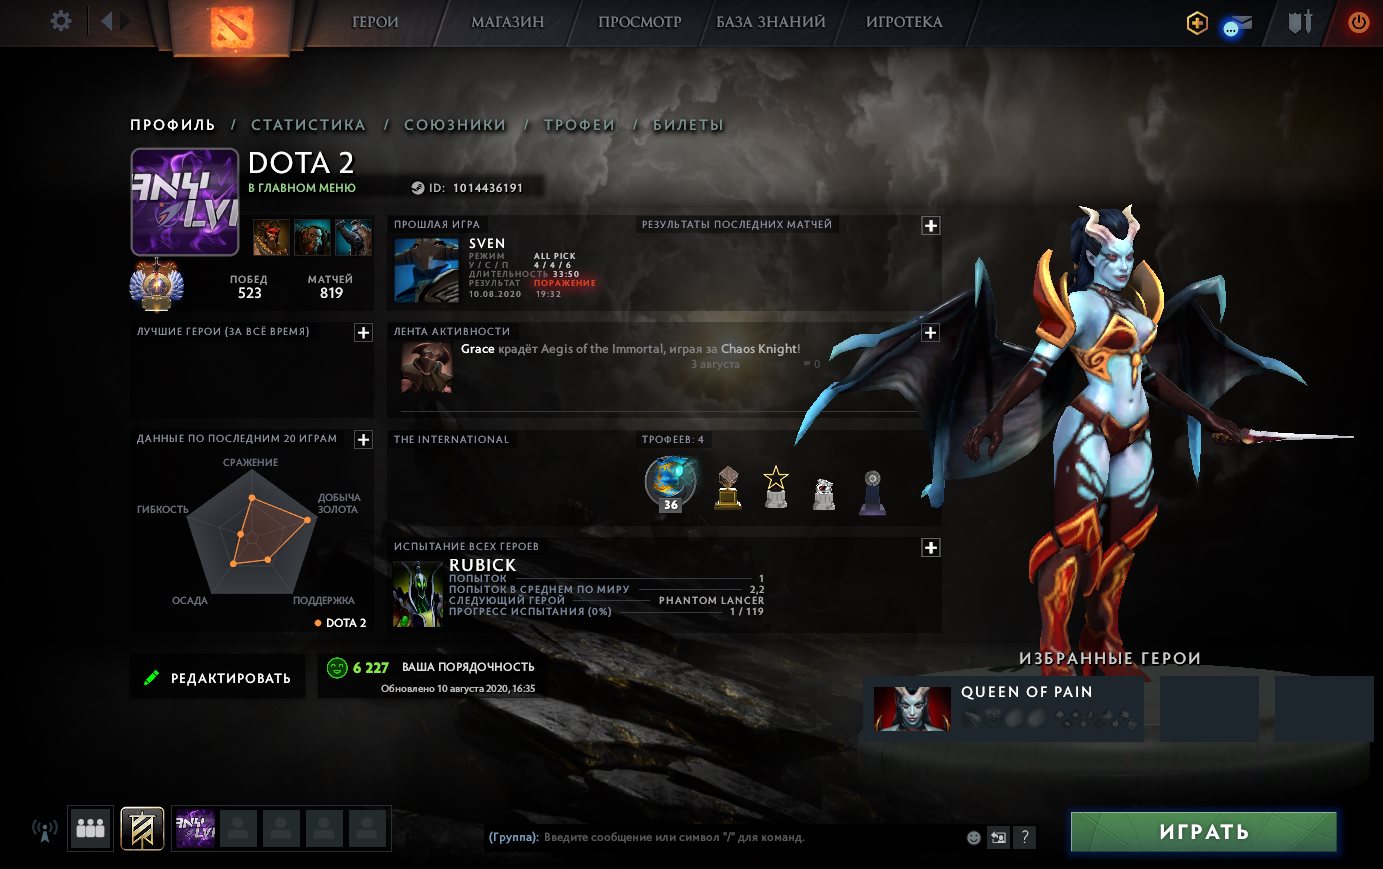 ГЕРОИ
МАГАЗИН
ПРОСМОТР
БАЗА ЗНАНИЙ
ИГРОТЕКА
ПРОФИЛЬ / СТАТИСТИКА / СОЮЗНИКИ / ТРОФЕИ / БИЛЕТЫ
DOTA 2
В ГЛАВНОМ МЕНЮ
ID: 1014436191
ПОБЕД
523
МАТЧЕЙ
819
ПРОШЛАЯ ИГРА
SVEN
РЕЖИМ ALL PICK
У / С / П 4 / 4 / 6
ДЛИТЕЛЬНОСТЬ 33:50
РЕЗУЛЬТАТ ПОРАЖЕНИЕ
10.08.2020 19:32
РЕЗУЛЬТАТЫ ПОСЛЕДНИХ МАТЧЕЙ
ЛУЧШИЕ ГЕРОИ (ЗА ВСЁ ВРЕМЯ)
ЛЕНТА АКТИВНОСТИ
Grace крадёт Aegis of the Immortal, играя за Chaos Knight!
3 августа
0
ДАННЫЕ ПО ПОСЛЕДНИМ 20 ИГРАМ
СРАЖЕНИЕ
ДОБЫЧА
ЗОЛОТА
ГИБКОСТЬ
ОСАДА
ПОДДЕРЖКА
DOTA 2
THE INTERNATIONAL
ТРОФЕЕВ: 4
36
ИСПЫТАНИЕ ВСЕХ ГЕРОЕВ
RUBICK
ПОПЫТОК 1
ПОПЫТОК В СРЕДНЕМ ПО МИРУ 2,2
СЛЕДУЮЩИЙ ГЕРОЙ PHANTOM LANCER
ПРОГРЕСС ИСПЫТАНИЯ (0%) 1 / 119
РЕДАКТИРОВАТЬ
6 227 ВАША ПОРЯДОЧНОСТЬ
Обновлено 10 августа 2020, 16:35
ИЗБРАННЫЕ ГЕРОИ
QUEEN OF PAIN
(Группа): Введите сообщение или символ "/" для команд.
?
ИГРАТЬ